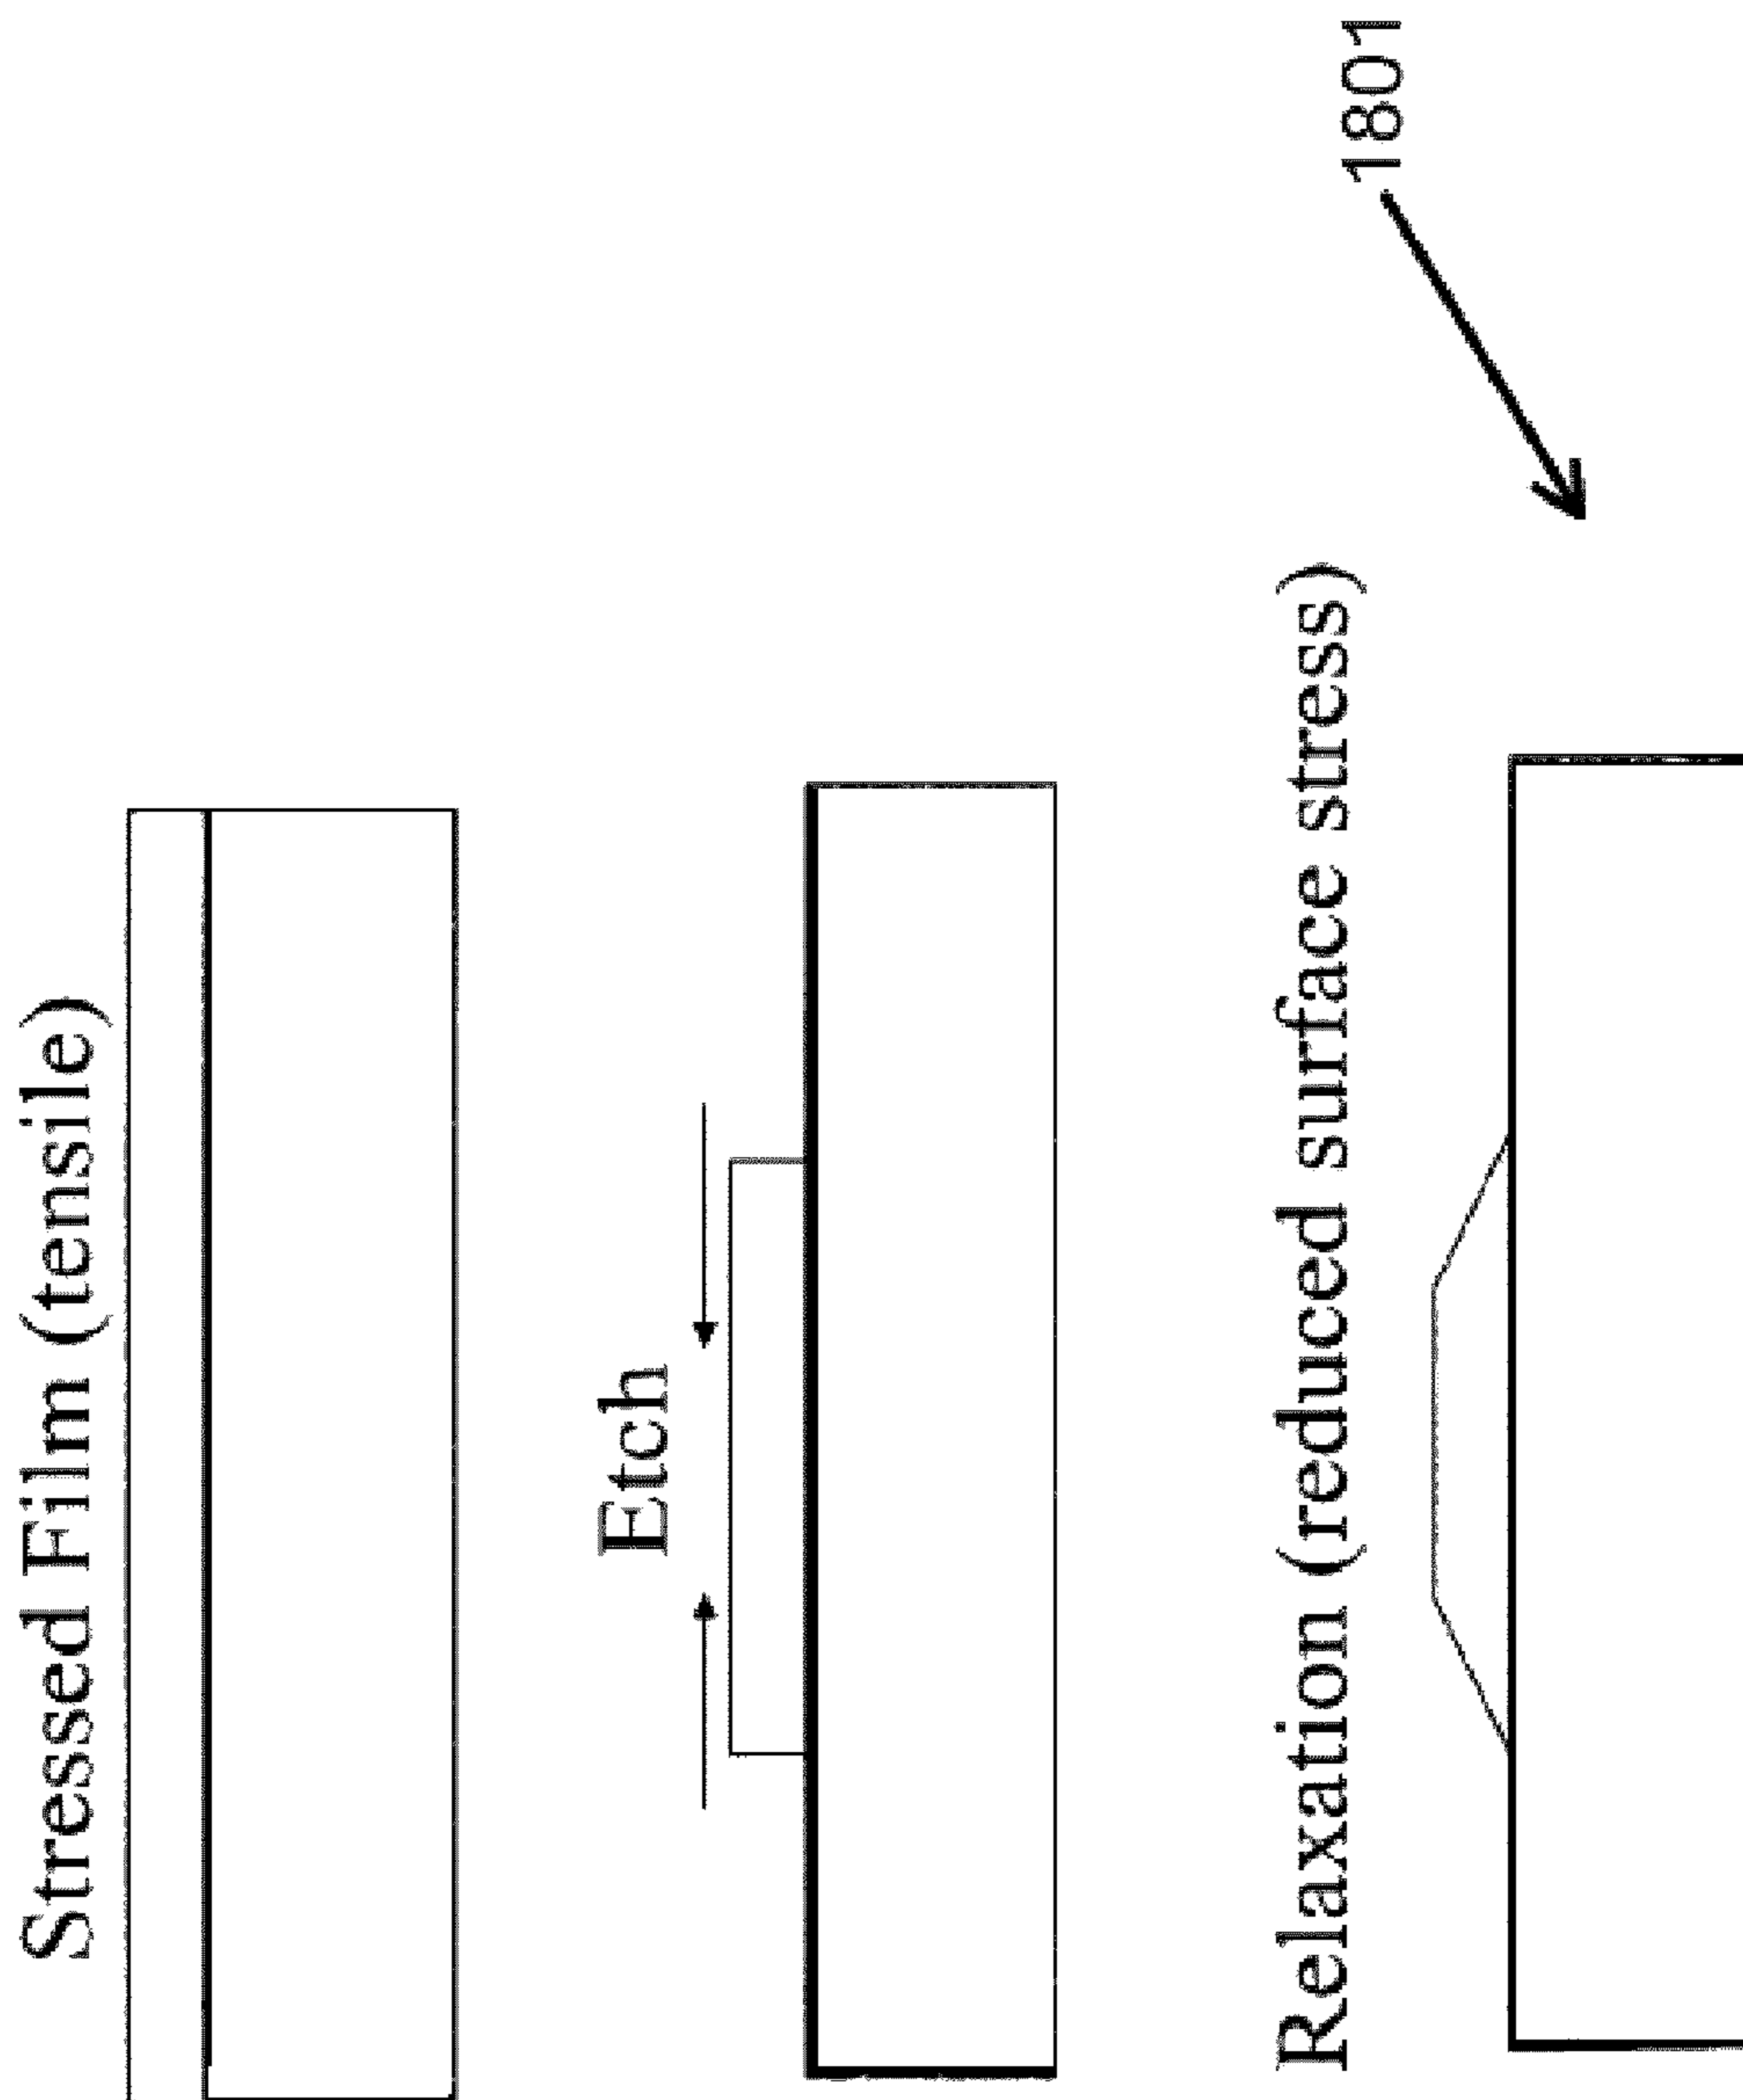 Stressed Film (tensile)
Etch
Relaxation (reduced surface stress)
1801